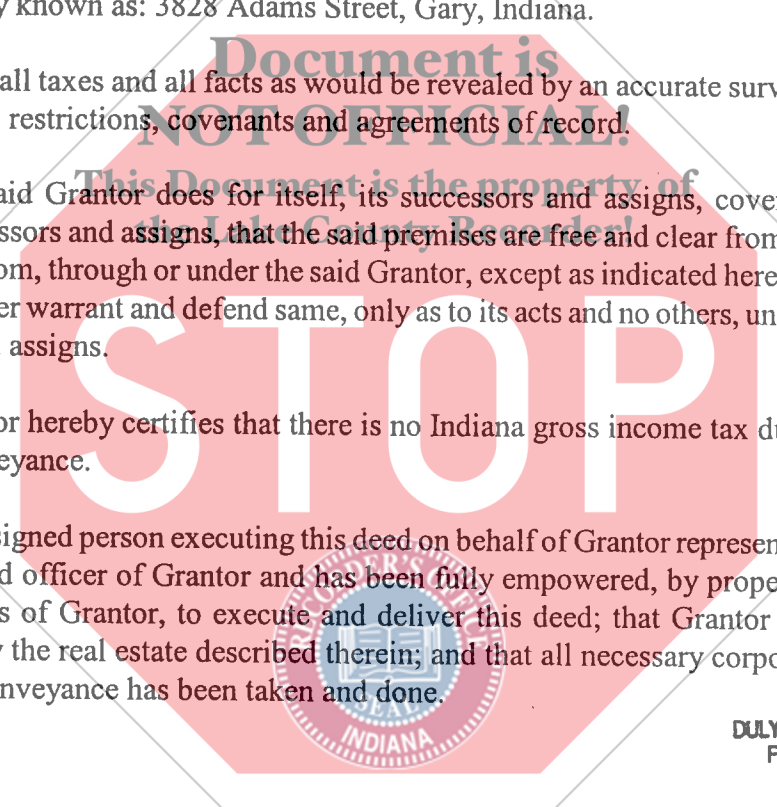 y known as: 3828 Adams Street, Gary, Indiana.
Document is
all taxes and all facts as would be revealed by an accurate surv
NOT OFFICIAL!
restrictions, covenants and agreements of record.
This Document is the property of
aid Grantor does for itself, its successors and assigns, cove
the Lake County Recorder!
ssors and assigns, that the said premises are free and clear from
om, through or under the said Grantor, except as indicated here
er warrant and defend same, only as to its acts and no others, un
assigns.
STOP
or hereby certifies that there is no Indiana gross income tax du
eyance.
signed person executing this deed on behalf of Grantor represen
d officer of Grantor and has been fully empowered, by prope
s of Grantor, to execute and deliver this deed; that Grantor
y the real estate described therein; and that all necessary corpo
nveyance has been taken and done.
RECORDER'S OFFICE
SEAL
INDIANA
DULY
F